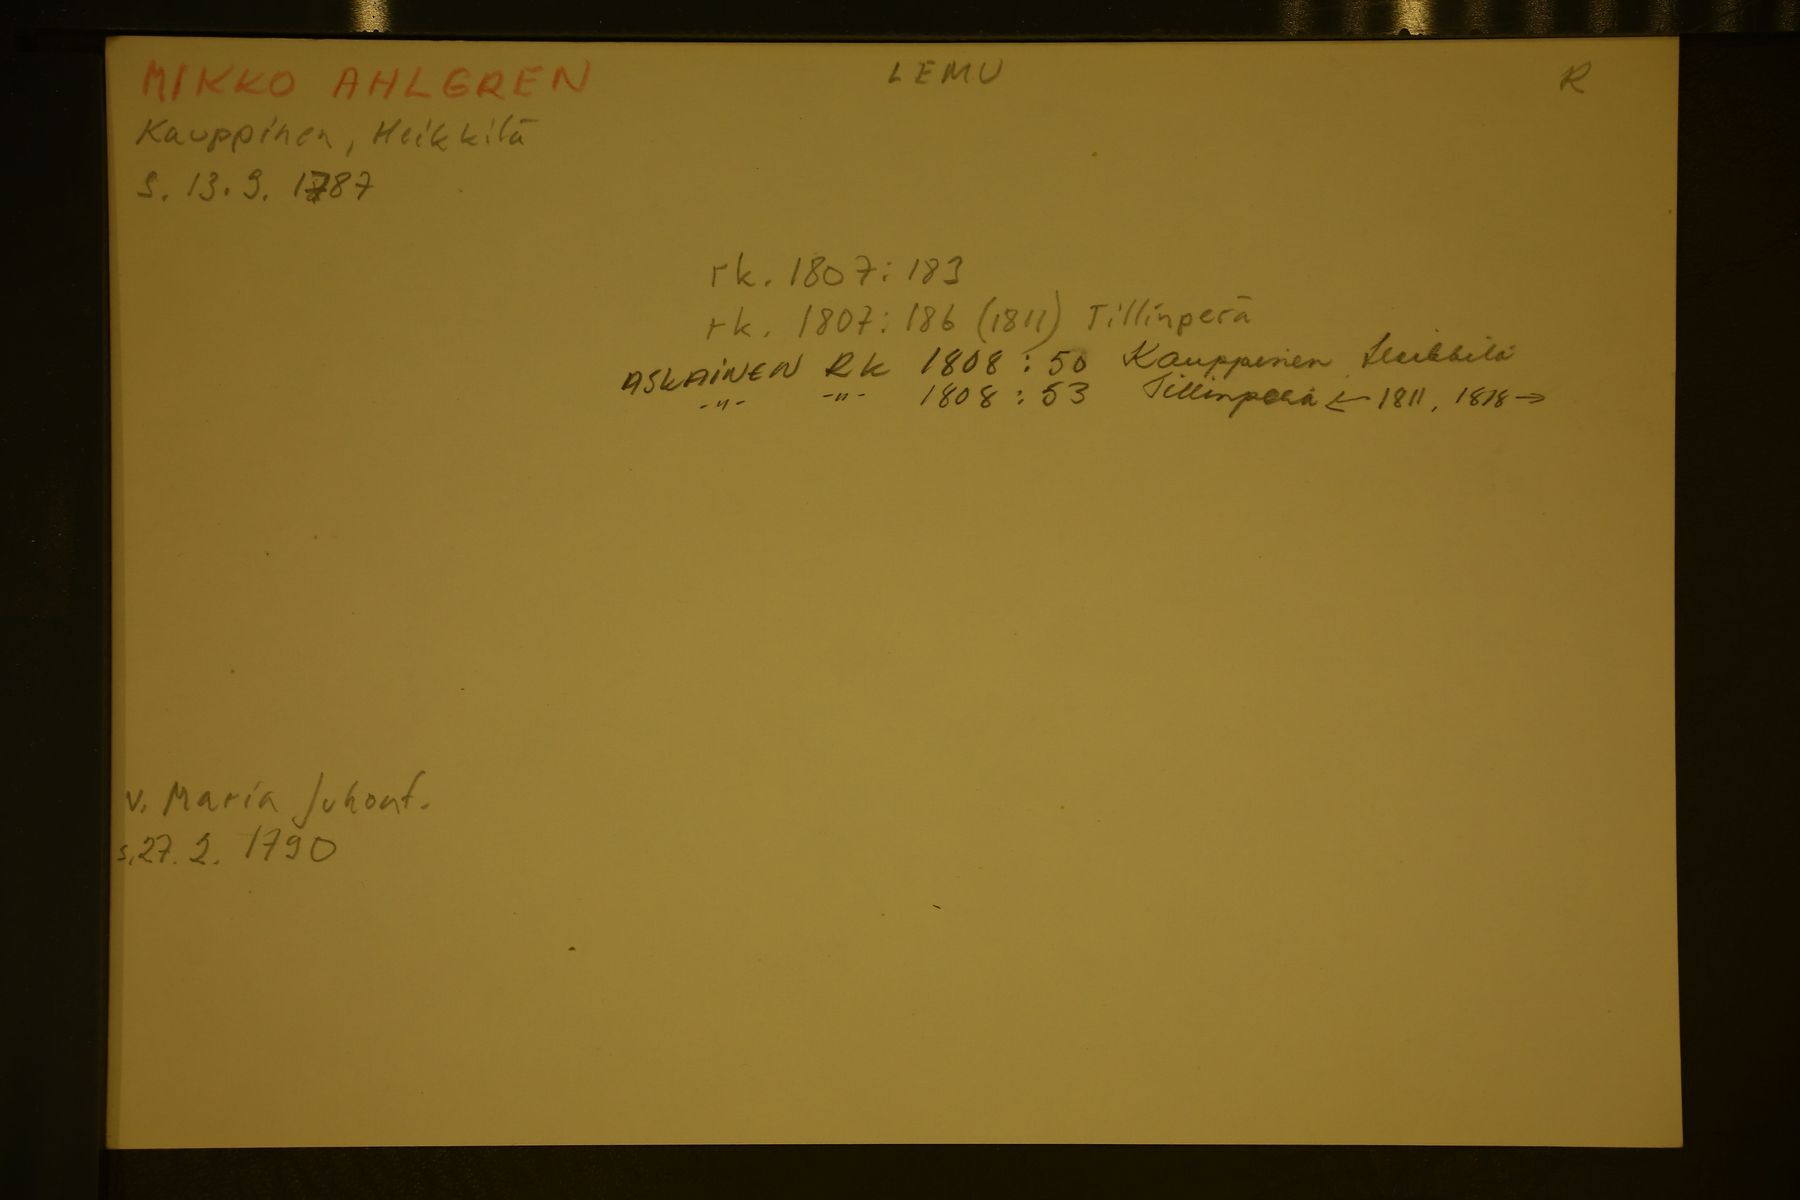 MIKKO AHLGREN LEMU R
Kauppinen, Heikkilä
s. 13.9. 1787
rk. 1807: 183
rk. 1807: 186 (1811) Tillinperä
ASKAINEN RK 1808 : 50 Kauppinen Heikkilä
-"- -"- 1808 : 53 Tillinperä ← 1811, 1818 →
v. Maria Juhont.
s. 27. 2. 1790